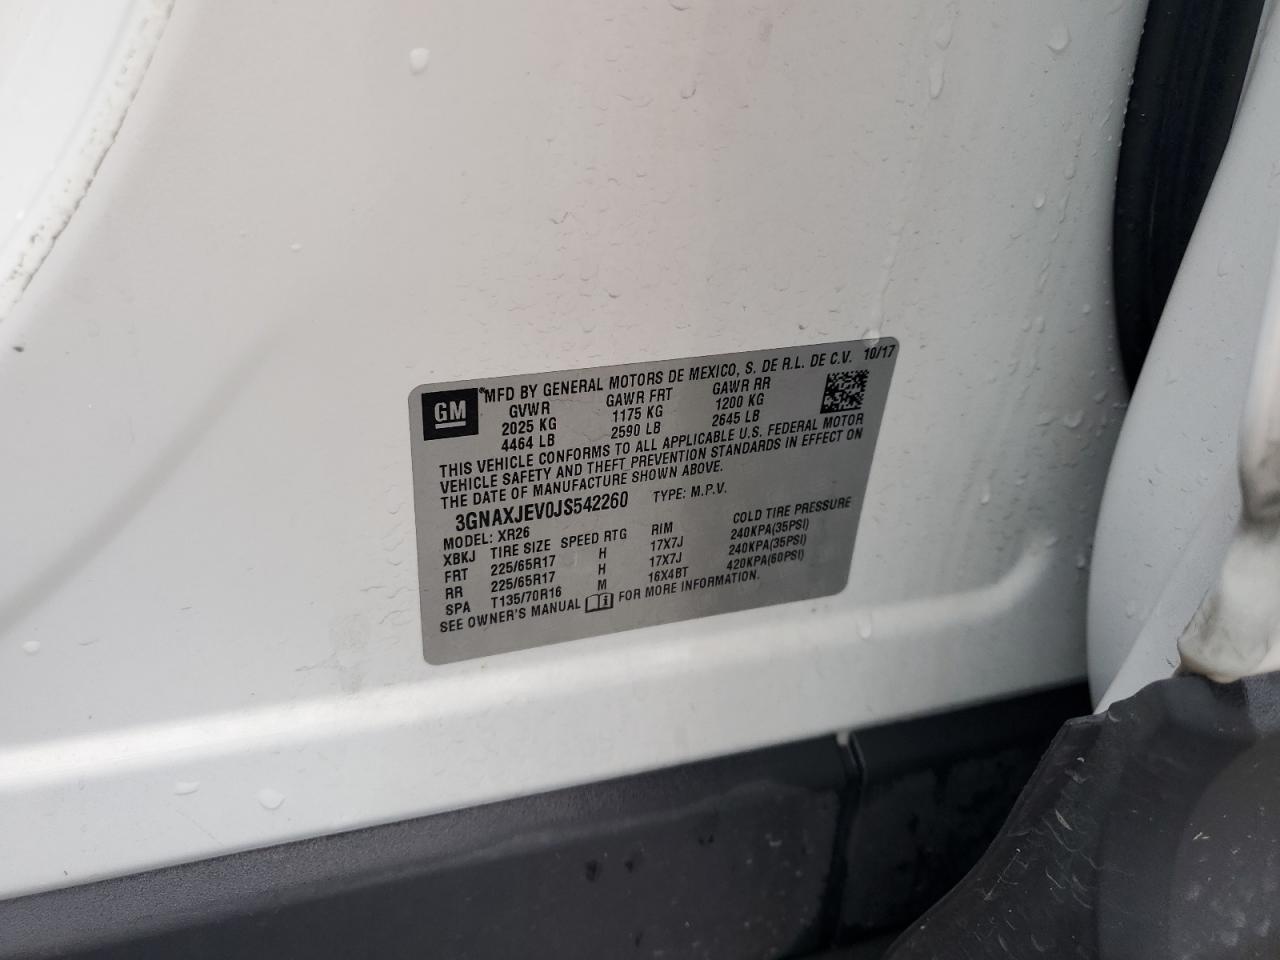 GM ® MFD BY GENERAL MOTORS DE MEXICO, S. DE R.L. DE C.V. 10/17
GVWR GAWR FRT GAWR RR
2025 KG 1175 KG 1200 KG
4464 LB 2590 LB 2645 LB
THIS VEHICLE CONFORMS TO ALL APPLICABLE U.S. FEDERAL MOTOR
VEHICLE SAFETY AND THEFT PREVENTION STANDARDS IN EFFECT ON
THE DATE OF MANUFACTURE SHOWN ABOVE.
3GNAXJEV0JS542260 TYPE: M.P.V.
MODEL: XR26
XBKJ TIRE SIZE SPEED RTG RIM COLD TIRE PRESSURE
FRT 225/65R17 H 17X7J 240KPA(35PSI)
RR 225/65R17 H 17X7J 240KPA(35PSI)
SPA T135/70R16 M 16X4BT 420KPA(60PSI)
SEE OWNER'S MANUAL FOR MORE INFORMATION.